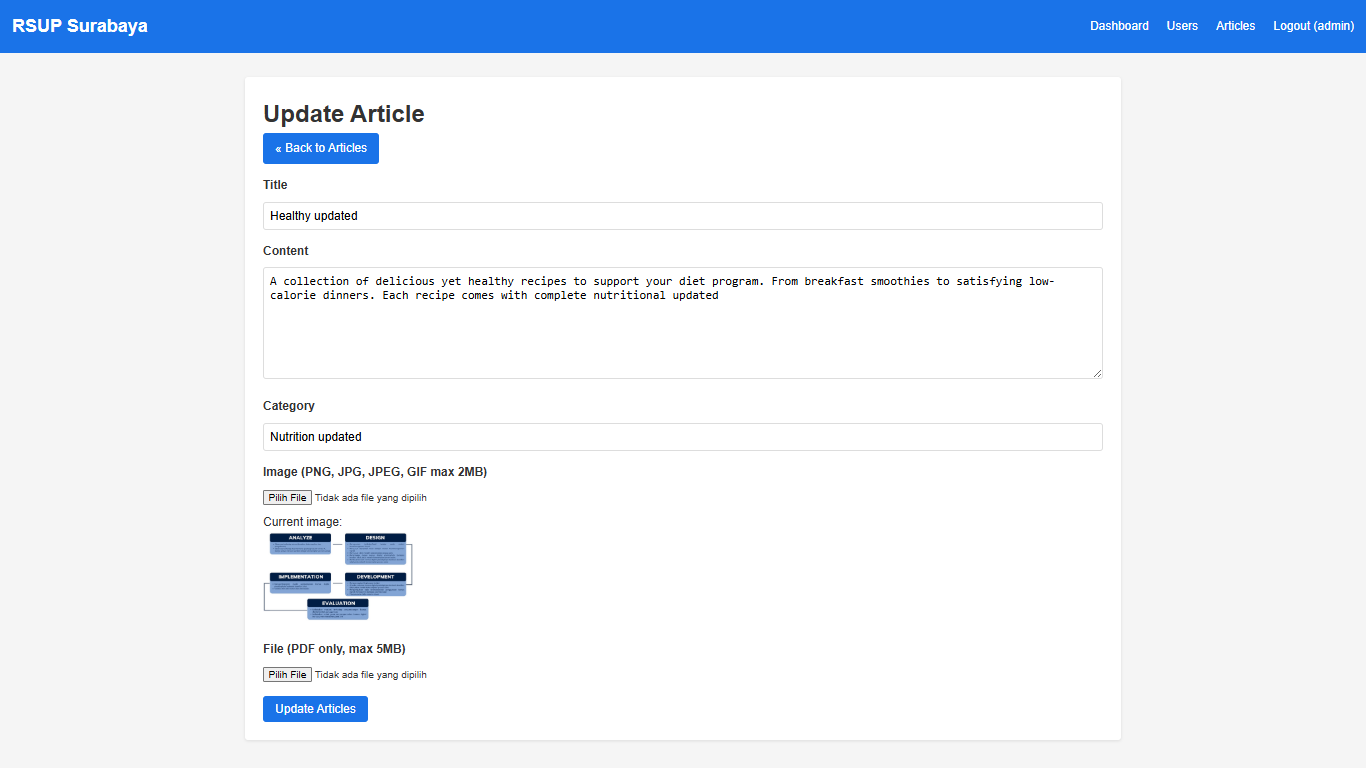 RSUP Surabaya
Dashboard Users Articles Logout (admin)
Update Article
« Back to Articles
Title
Healthy updated
Content
A collection of delicious yet healthy recipes to support your diet program. From breakfast smoothies to satisfying low-
calorie dinners. Each recipe comes with complete nutritional updated
Category
Nutrition updated
Image (PNG, JPG, JPEG, GIF max 2MB)
Pilih File Tidak ada file yang dipilih
Current image:
ANALYZE DESIGN
IMPLEMENTATION DEVELOPMENT
EVALUATION
File (PDF only, max 5MB)
Pilih File Tidak ada file yang dipilih
Update Articles